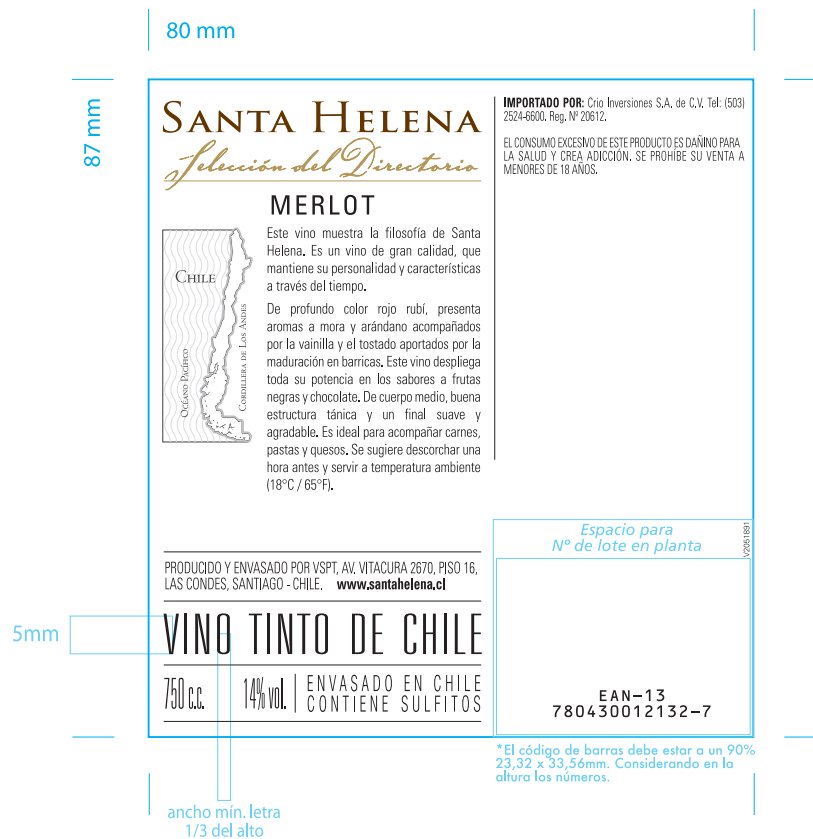 80 mm
87 mm
SANTA HELENA
Selección del Directorio
MERLOT
Este vino muestra la filosofía de Santa
Helena. Es un vino de gran calidad, que
mantiene su personalidad y características
a través del tiempo.
De profundo color rojo rubí, presenta
aromas a mora y arándano acompañados
por la vainilla y el tostado aportados por la
maduración en barricas. Este vino despliega
toda su potencia en los sabores a frutas
negras y chocolate. De cuerpo medio, buena
estructura tánica y un final suave y
agradable. Es ideal para acompañar carnes,
pastas y quesos. Se sugiere descorchar una
hora antes y servir a temperatura ambiente
(18°C / 65°F).
CHILE
OCÉANO PACÍFICO
CORDILLERA DE LOS ANDES
PRODUCIDO Y ENVASADO POR VSPT, AV. VITACURA 2670, PISO 16,
LAS CONDES, SANTIAGO - CHILE. www.santahelena.cl
5mm
VINO TINTO DE CHILE
750 c.c. 14% vol. ENVASADO EN CHILE
CONTIENE SULFITOS
ancho mín. letra
1/3 del alto
IMPORTADO POR: Crio Inversiones S.A. de C.V. Tel: (503)
2524-6600. Reg. Nº 20612.
EL CONSUMO EXCESIVO DE ESTE PRODUCTO ES DAÑINO PARA
LA SALUD Y CREA ADICCIÓN. SE PROHÍBE SU VENTA A
MENORES DE 18 AÑOS.
Espacio para
Nº de lote en planta
V2051891
EAN-13
780430012132-7
*El código de barras debe estar a un 90%
23,32 x 33,56mm. Considerando en la
altura los números.